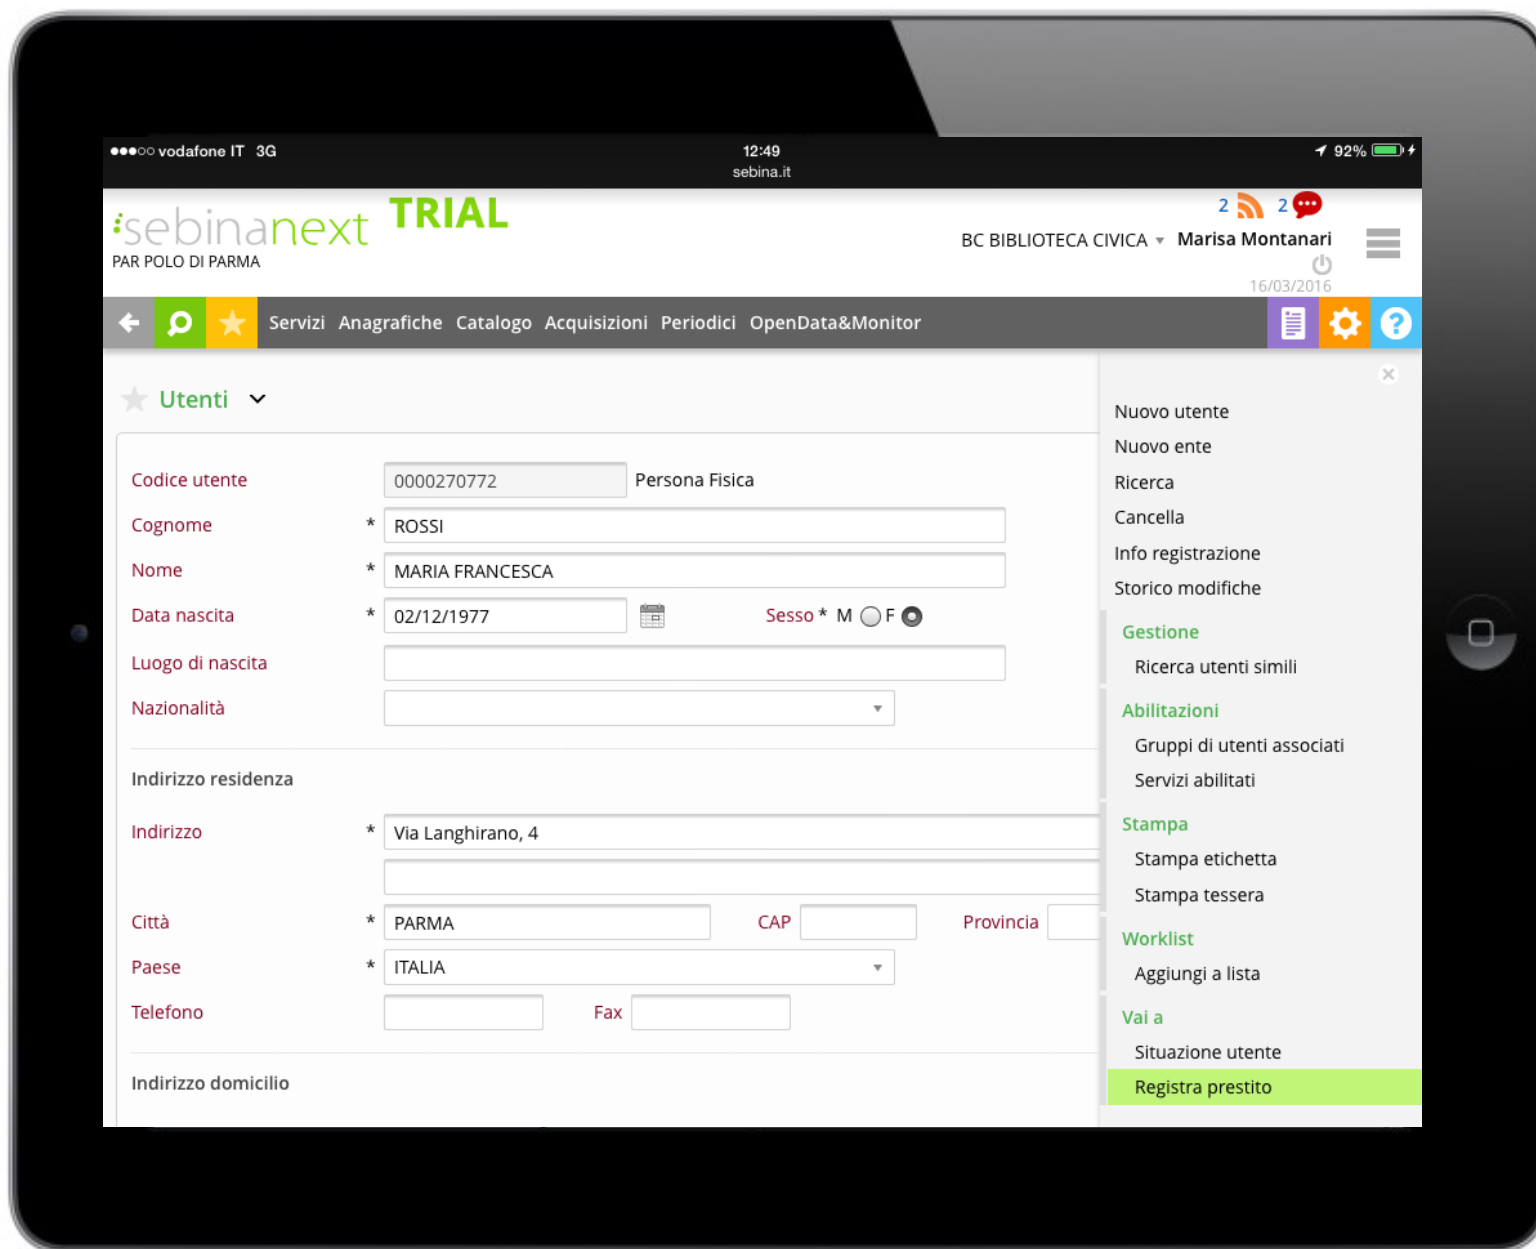 vodafone IT 3G
12:49
92%
sebina.it
sebinanext TRIAL
PAR POLO DI PARMA
2 2
BC BIBLIOTECA CIVICA Marisa Montanari
16/03/2016
Servizi Anagrafiche Catalogo Acquisizioni Periodici OpenData&Monitor
Utenti
Codice utente 0000270772 Persona Fisica
Cognome * ROSSI
Nome * MARIA FRANCESCA
Data nascita * 02/12/1977 Sesso * M F
Luogo di nascita
Nazionalità
Indirizzo residenza
Indirizzo * Via Langhirano, 4
Città * PARMA CAP Provincia
Paese * ITALIA
Telefono Fax
Indirizzo domicilio
Nuovo utente
Nuovo ente
Ricerca
Cancella
Info registrazione
Storico modifiche
Gestione
Ricerca utenti simili
Abilitazioni
Gruppi di utenti associati
Servizi abilitati
Stampa
Stampa etichetta
Stampa tessera
Worklist
Aggiungi a lista
Vai a
Situazione utente
Registra prestito